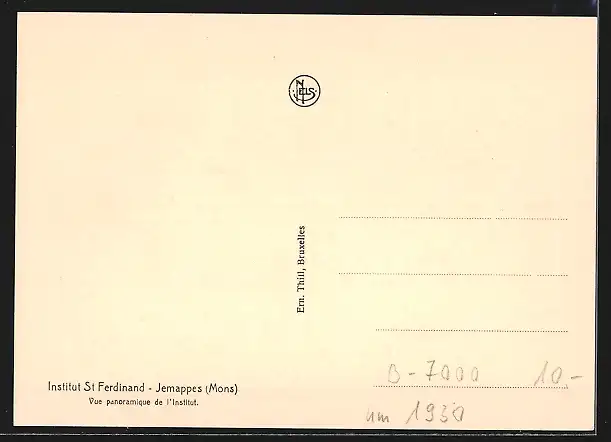 NELS
Ern. Thill, Bruxelles
Institut St Ferdinand - Jemappes (Mons)
Vue panoramique de l'Institut.
B-7000 10-
um 1930